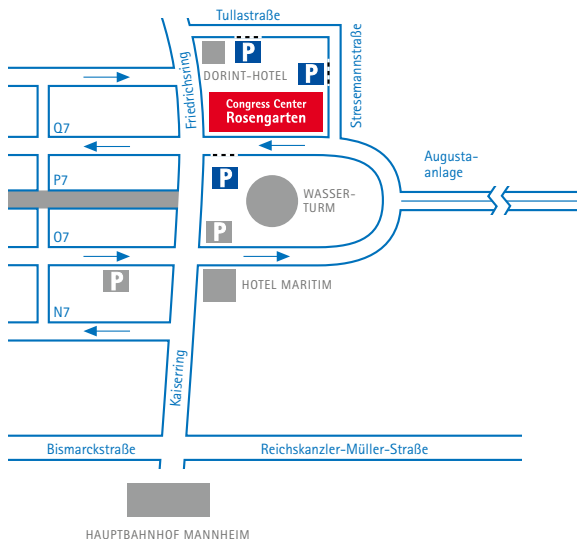 Tullastraße
P
P
DORINT-HOTEL
Friedrichsring
Stresemannstraße
Congress Center
Rosengarten
Q7
Augusta-
anlage
P7
P
WASSER-
TURM
O7
P
P
HOTEL MARITIM
N7
Kaiserring
Bismarckstraße
Reichskanzler-Müller-Straße
HAUPTBAHNHOF MANNHEIM